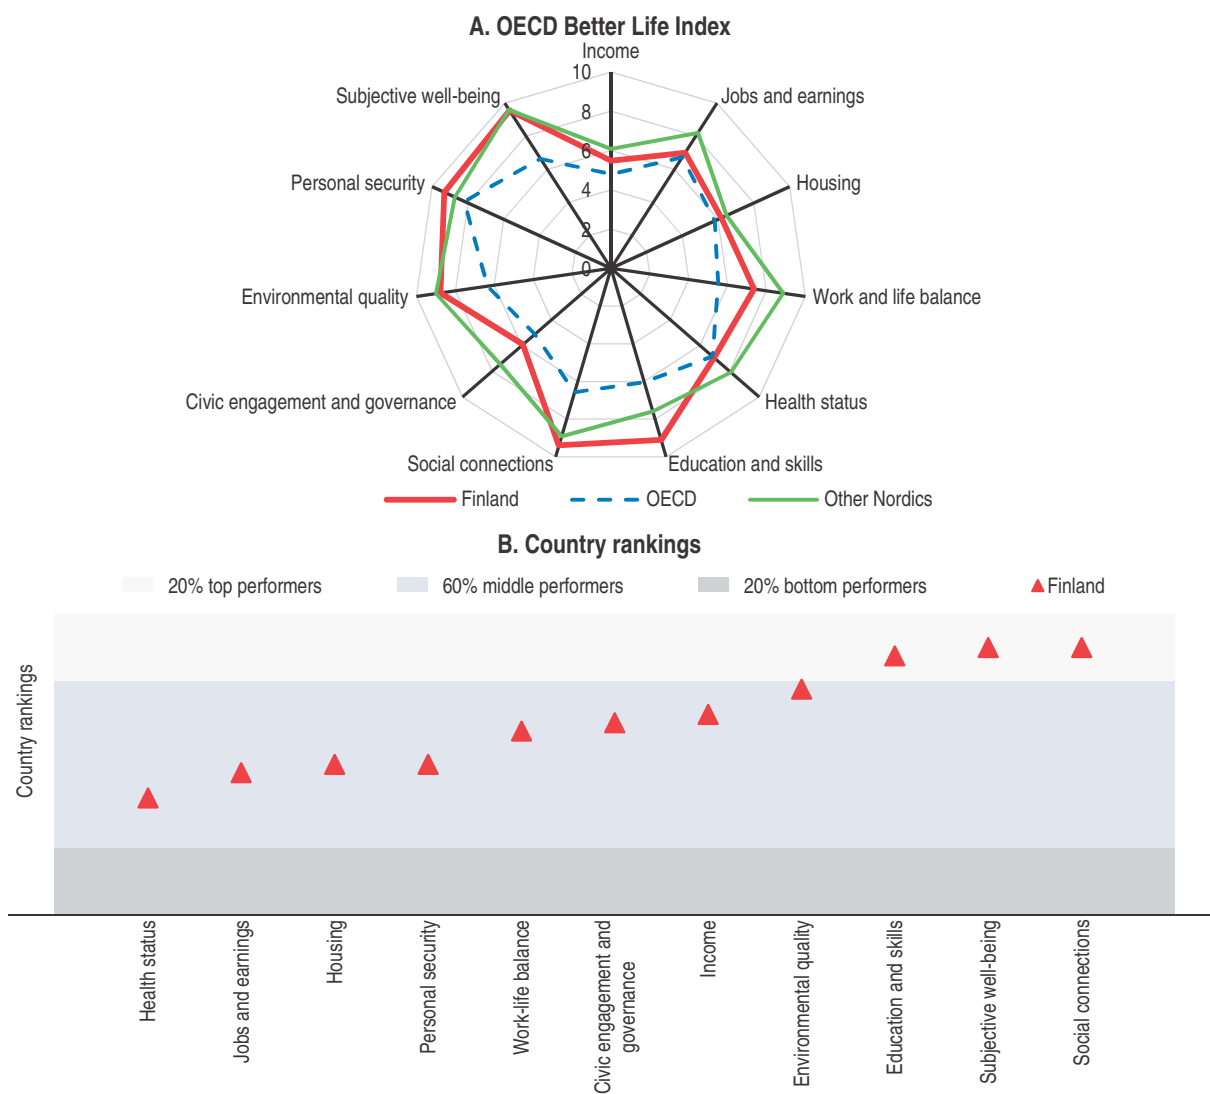 A. OECD Better Life Index
Income
10
Subjective well-being
Jobs and earnings
8
6
Personal security
Housing
4
2
0
Environmental quality
Work and life balance
Civic engagement and governance
Health status
Social connections
Education and skills
Finland
OECD
Other Nordics
B. Country rankings
20% top performers
60% middle performers
20% bottom performers
Finland
Country rankings
Health status
Jobs and earnings
Housing
Personal security
Work-life balance
Civic engagement and
governance
Income
Environmental quality
Education and skills
Subjective well-being
Social connections